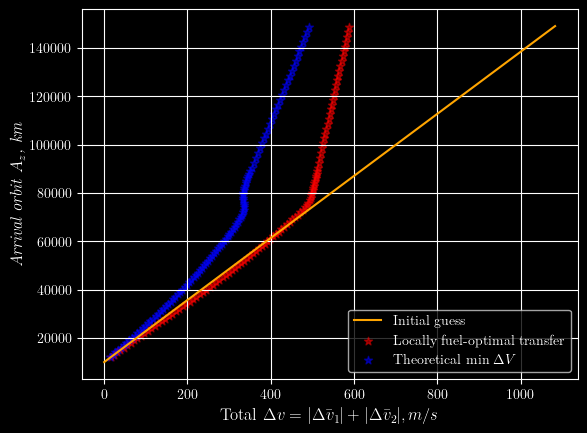 140000
120000
100000
80000
60000
40000
20000
Arrival orbit A_z, km
Initial guess
Locally fuel-optimal transfer
Theoretical min ΔV
0 200 400 600 800 1000
Total Δv = |Δv̄₁| + |Δv̄₂|, m/s